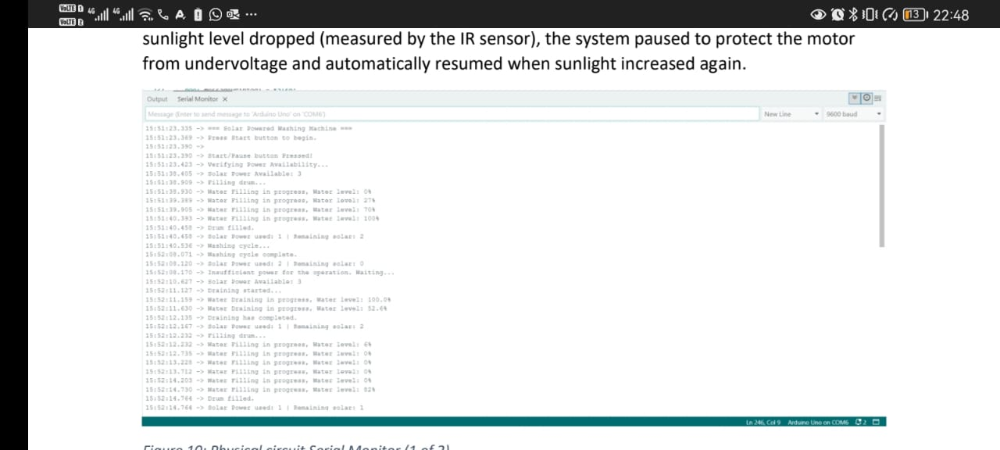 VoLTE 1 4G 4G 13 22:48
VoLTE 2
sunlight level dropped (measured by the IR sensor), the system paused to protect the motor
from undervoltage and automatically resumed when sunlight increased again.
Output Serial Monitor X
Message (Enter to send message to 'Arduino Uno' on 'COM6') New Line 9600 baud
15:51:23.335 -> === Solar Powered Washing Machine ===
15:51:23.369 -> Press Start button to begin.
15:51:23.390 ->
15:51:23.390 -> Start/Pause button Pressed!
15:51:23.423 -> Verifying Power Availability...
15:51:38.405 -> Solar Power Available: 3
15:51:38.909 -> Filling drum...
15:51:38.930 -> Water Filling in progress, Water level: 0%
15:51:39.389 -> Water Filling in progress, Water level: 27%
15:51:39.905 -> Water Filling in progress, Water level: 70%
15:51:40.393 -> Water Filling in progress, Water level: 100%
15:51:40.458 -> Drum filled.
15:51:40.458 -> Solar Power used: 1 | Remaining solar: 2
15:51:40.536 -> Washing cycle...
15:52:08.071 -> Washing cycle complete.
15:52:08.120 -> Solar Power used: 2 | Remaining solar: 0
15:52:08.170 -> Insufficient power for the operation. Waiting...
15:52:10.627 -> Solar Power Available: 3
15:52:11.127 -> Draining started...
15:52:11.159 -> Water Draining in progress, Water level: 100.0%
15:52:11.630 -> Water Draining in progress, Water level: 52.6%
15:52:12.135 -> Draining has completed.
15:52:12.167 -> Solar Power used: 1 | Remaining solar: 2
15:52:12.232 -> Filling drum...
15:52:12.232 -> Water Filling in progress, Water level: 6%
15:52:12.735 -> Water Filling in progress, Water level: 0%
15:52:13.228 -> Water Filling in progress, Water level: 0%
15:52:13.712 -> Water Filling in progress, Water level: 0%
15:52:14.203 -> Water Filling in progress, Water level: 0%
15:52:14.730 -> Water Filling in progress, Water level: 82%
15:52:14.764 -> Drum filled.
15:52:14.764 -> Solar Power used: 1 | Remaining solar: 1
Ln 246, Col 9 Arduino Uno on COM6 2
Figure 10: Physical circuit Serial Monitor (1 of 2)